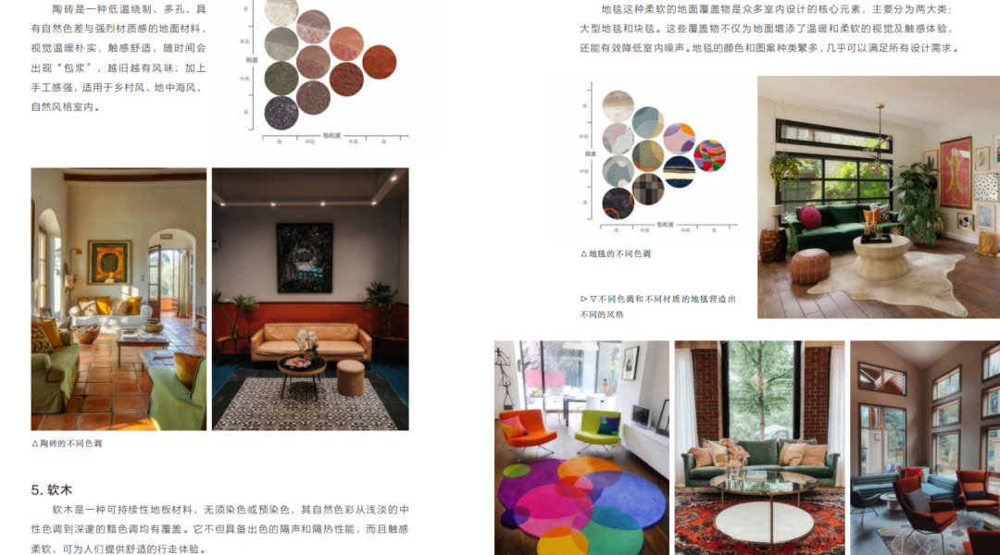 陶砖是一种低温烧制、多孔、具
有自然色差与强烈材质感的地面材料，
视觉温暖朴实，触感舒适，随时间会
出现“包浆”，越旧越有风味；加上
手工感强，适用于乡村风、地中海风、
自然风格室内。
高
中高
明度
中低
低
饱和度
低
中低
中高
高
△陶砖的不同色调
5. 软木
软木是一种可持续性地板材料，无须染色或预染色，其自然色彩从浅淡的中
性色调到深邃的黯色调均有覆盖。它不但具备出色的隔声和隔热性能，而且触感
柔软，可为人们提供舒适的行走体验。
地毯这种柔软的地面覆盖物是众多室内设计的核心元素，主要分为两大类：
大型地毯和块毯。这些覆盖物不仅为地面增添了温暖和柔软的视觉及触感体验，
还能有效降低室内噪声。地毯的颜色和图案种类繁多，几乎可以满足所有设计需求。
高
中高
明度
中低
低
饱和度
低
中低
中高
高
△地毯的不同色调
▷▽不同色调和不同材质的地毯营造出
不同的风格